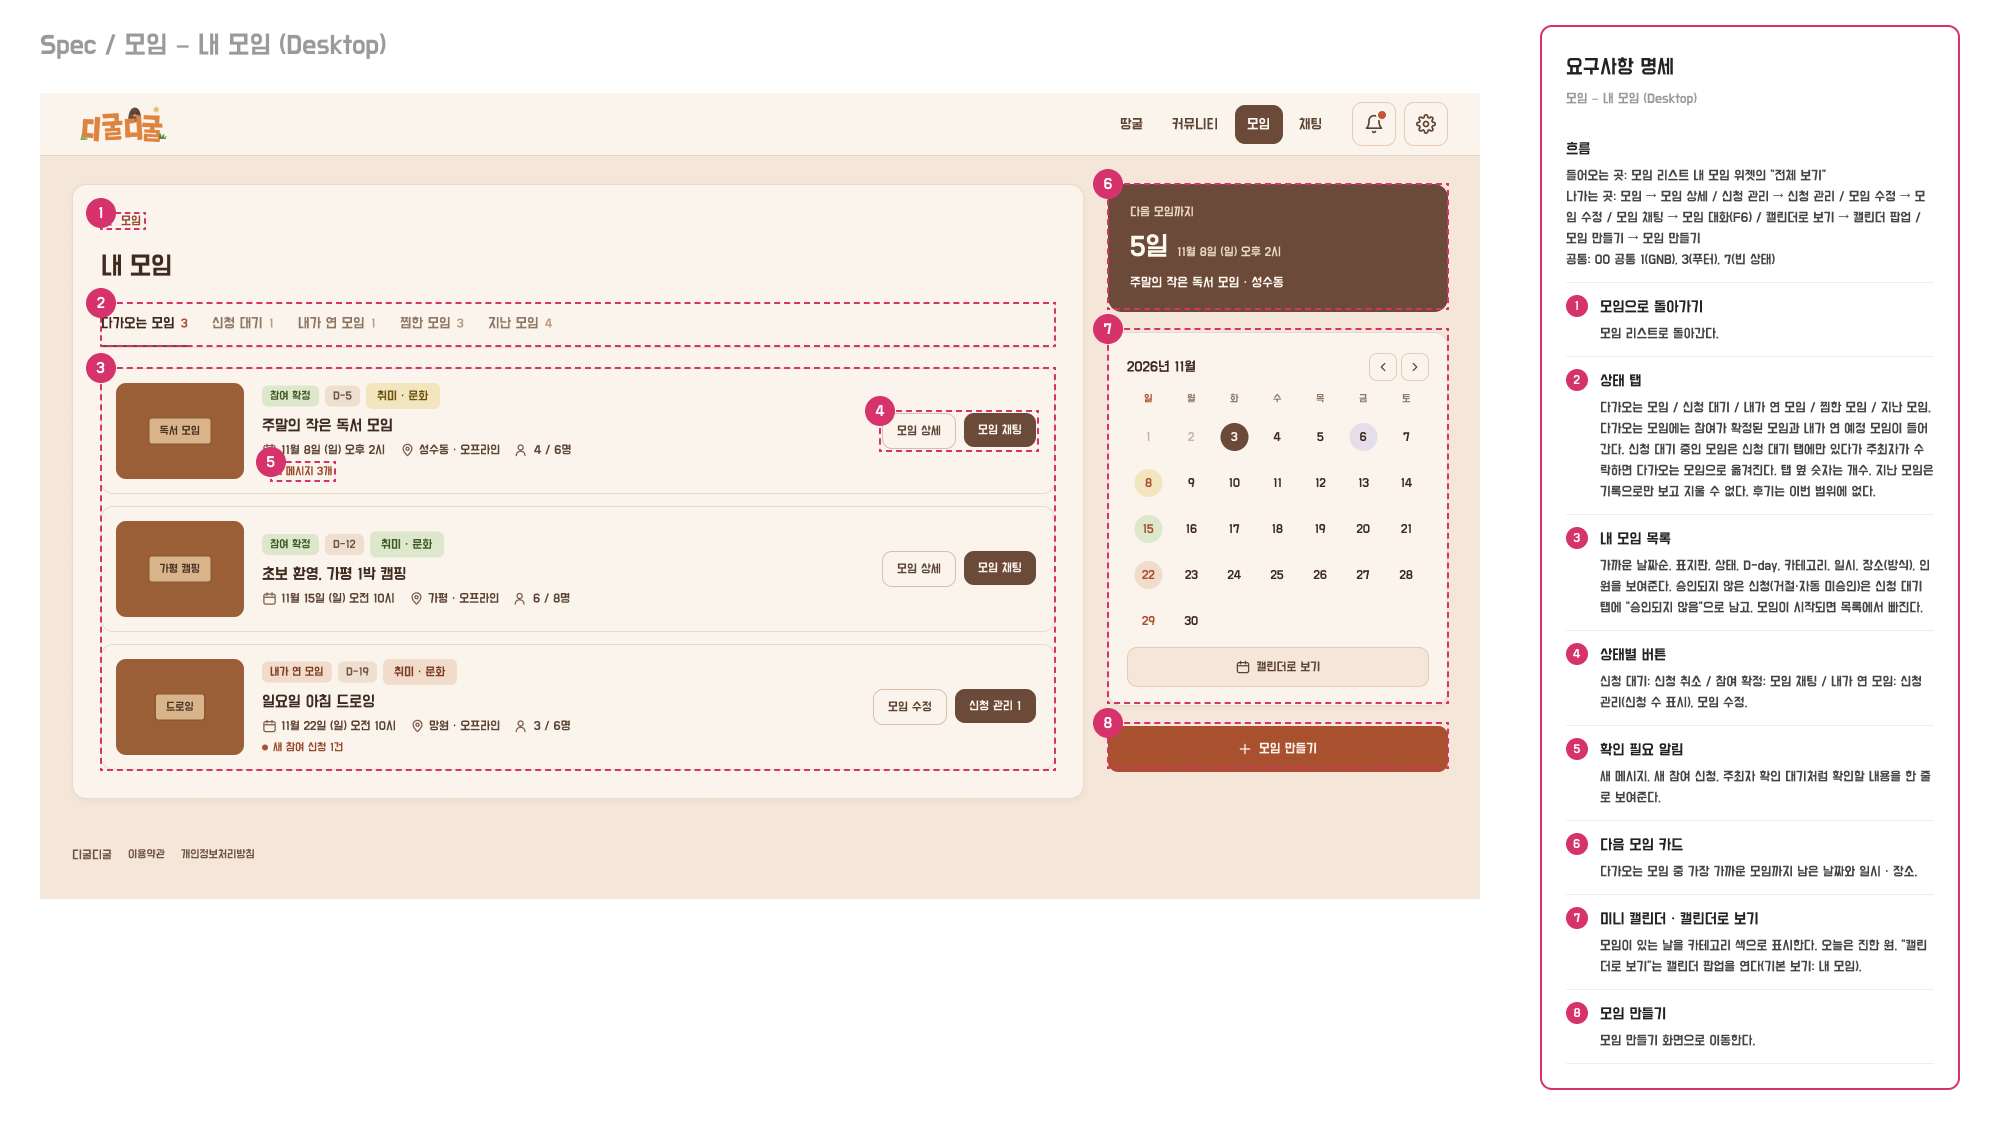 Spec / 모임 – 내 모임 (Desktop)
디굴디굴
땅굴 커뮤니티 모임 채팅
1 모임
내 모임
2
다가오는 모임 3 신청 대기 1 내가 연 모임 1 찜한 모임 3 지난 모임 4
3
독서 모임
참여 확정 D-5 취미 · 문화
주말의 작은 독서 모임
11월 8일 (일) 오후 2시 성수동 · 오프라인 4 / 6명
5 메시지 3개
4
모임 상세 모임 채팅
가평 캠핑
참여 확정 D-12 취미 · 문화
초보 환영, 가평 1박 캠핑
11월 15일 (일) 오전 10시 가평 · 오프라인 6 / 8명
모임 상세 모임 채팅
드로잉
내가 연 모임 D-19 취미 · 문화
일요일 아침 드로잉
11월 22일 (일) 오전 10시 망원 · 오프라인 3 / 6명
새 참여 신청 1건
모임 수정 신청 관리 1
6
다음 모임까지
5일 11월 8일 (일) 오후 2시
주말의 작은 독서 모임 · 성수동
7
2026년 11월
일 월 화 수 목 금 토
1 2 3 4 5 6 7
8 9 10 11 12 13 14
15 16 17 18 19 20 21
22 23 24 25 26 27 28
29 30
캘린더로 보기
8
+ 모임 만들기
디굴디굴 이용약관 개인정보처리방침
요구사항 명세
모임 – 내 모임 (Desktop)
흐름
들어오는 곳: 모임 리스트 내 모임 위젯의 "전체 보기"
나가는 곳: 모임 → 모임 상세 / 신청 관리 → 신청 관리 / 모임 수정 → 모
임 수정 / 모임 채팅 → 모임 대화(F6) / 캘린더로 보기 → 캘린더 팝업 /
모임 만들기 → 모임 만들기
공통: 00 공통 1(GNB), 3(푸터), 7(빈 상태)
1 모임으로 돌아가기
모임 리스트로 돌아간다.
2 상태 탭
다가오는 모임 / 신청 대기 / 내가 연 모임 / 찜한 모임 / 지난 모임.
다가오는 모임에는 참여가 확정된 모임과 내가 연 예정 모임이 들어
간다. 신청 대기 중인 모임은 신청 대기 탭에만 있다가 주최자가 수
락하면 다가오는 모임으로 옮겨진다. 탭 옆 숫자는 개수. 지난 모임은
기록으로만 보고 지울 수 없다. 후기는 이번 범위에 없다.
3 내 모임 목록
가까운 날짜순. 표지판, 상태, D-day, 카테고리, 일시, 장소(방식), 인
원을 보여준다. 승인되지 않은 신청(거절·자동 미승인)은 신청 대기
탭에 "승인되지 않음"으로 남고, 모임이 시작되면 목록에서 빠진다.
4 상태별 버튼
신청 대기: 신청 취소 / 참여 확정: 모임 채팅 / 내가 연 모임: 신청
관리(신청 수 표시), 모임 수정.
5 확인 필요 알림
새 메시지, 새 참여 신청, 주최자 확인 대기처럼 확인할 내용을 한 줄
로 보여준다.
6 다음 모임 카드
다가오는 모임 중 가장 가까운 모임까지 남은 날짜와 일시 · 장소.
7 미니 캘린더 · 캘린더로 보기
모임이 있는 날을 카테고리 색으로 표시한다. 오늘은 진한 원. "캘린
더로 보기"는 캘린더 팝업을 연다(기본 보기: 내 모임).
8 모임 만들기
모임 만들기 화면으로 이동한다.